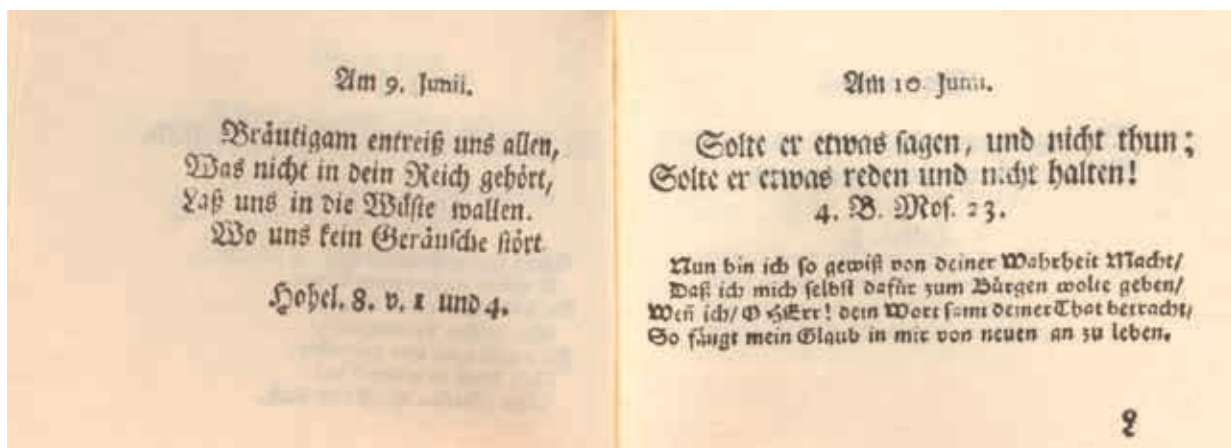 Am 9. Junii.
Bräutigam entreiß uns allen,
Was nicht in dein Reich gehört,
Laß uns in die Wüste wallen.
Wo uns kein Geräusche stört
Hohel. 8. v. 1 und 4.
Am 10. Junii.
Solte er etwas sagen, und nicht thun;
Solte er etwas reden und nicht halten!
4. B. Mos. 23.
Nun bin ich so gewiß von deiner Wahrheit Macht/
Daß ich mich selbst dafür zum Bürgen wolte geben/
Weñ ich/ O HErr! dein Wort samt deiner That betracht/
So fängt mein Glaub in mir von neuen an zu leben.